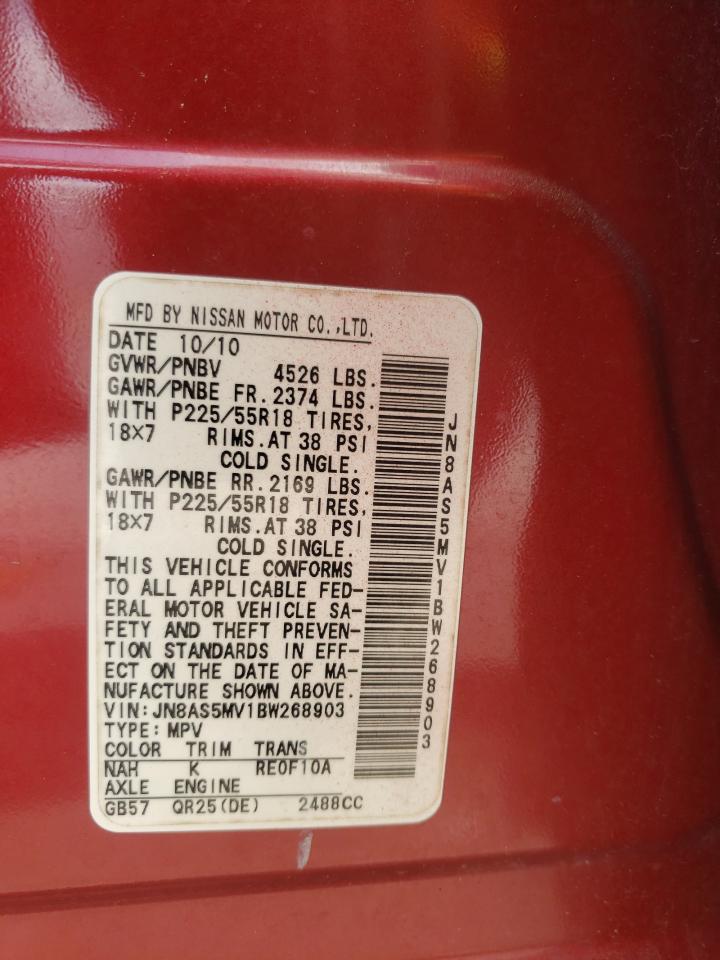 MFD BY NISSAN MOTOR CO.,LTD.
DATE 10/10
GVWR/PNBV 4526 LBS.
GAWR/PNBE FR. 2374 LBS.
WITH P225/55R18 TIRES,
18X7 RIMS.AT 38 PSI
COLD SINGLE.
GAWR/PNBE RR. 2169 LBS.
WITH P225/55R18 TIRES,
18X7 RIMS.AT 38 PSI
COLD SINGLE.
THIS VEHICLE CONFORMS
TO ALL APPLICABLE FED-
ERAL MOTOR VEHICLE SA-
FETY AND THEFT PREVEN-
TION STANDARDS IN EFF-
ECT ON THE DATE OF MA-
NUFACTURE SHOWN ABOVE.
VIN:JN8AS5MV1BW268903
TYPE:MPV
COLOR TRIM TRANS
NAH K RE0F10A
AXLE ENGINE
GB57 QR25(DE) 2488CC
JN8AS5MV1BW268903